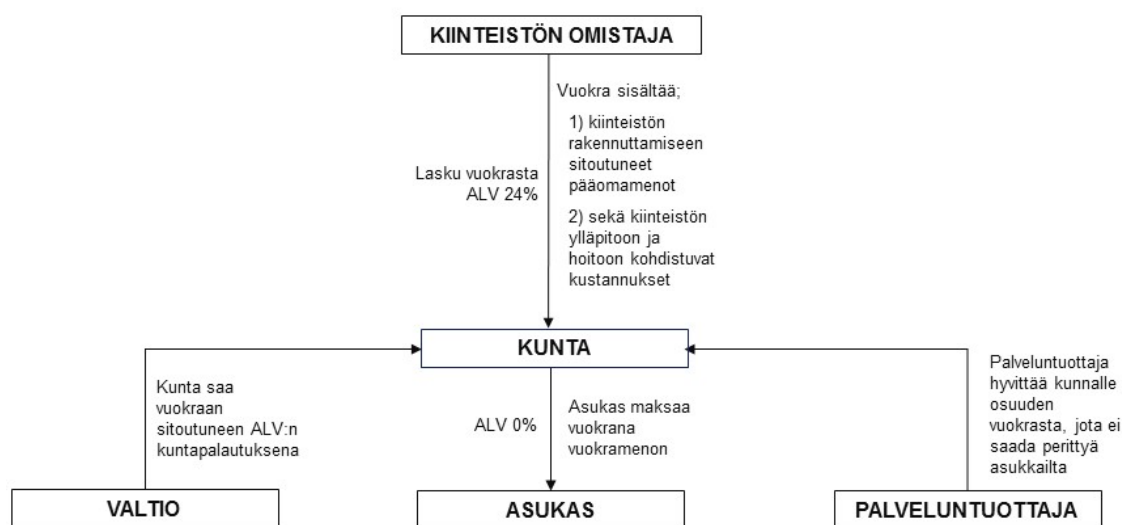 KIINTEISTÖN OMISTAJA
Vuokra sisältää;
1) kiinteistön
rakennuttamiseen
sitoutuneet
pääomamenot
2) sekä kiinteistön
ylläpitoon ja
hoitoon kohdistuvat
kustannukset
Lasku vuokrasta
ALV 24%
KUNTA
Kunta saa
vuokraan
sitoutuneen ALV:n
kuntapalautuksena
ALV 0%
Asukas maksaa
vuokrana
vuokramenon
Palveluntuottaja
hyvittää kunnalle
osuuden
vuokrasta, jota ei
saada perittyä
asukkailta
VALTIO
ASUKAS
PALVELUNTUOTTAJA